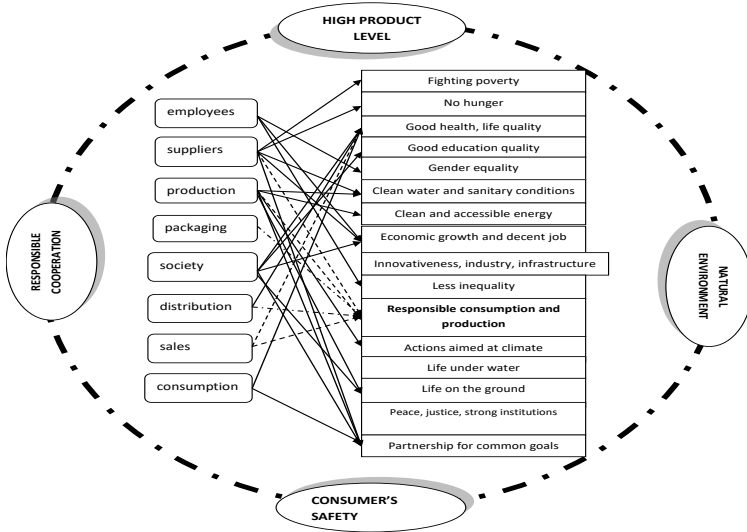 HIGH PRODUCT
LEVEL
employees
suppliers
production
packaging
society
distribution
sales
consumption
Fighting poverty
No hunger
Good health, life quality
Good education quality
Gender equality
Clean water and sanitary conditions
Clean and accessible energy
Economic growth and decent job
Innovativeness, industry, infrastructure
Less inequality
Responsible consumption and
production
Actions aimed at climate
Life under water
Life on the ground
Peace, justice, strong institutions
Partnership for common goals
RESPONSIBLE
COOPERATION
NATURAL
ENVIRONMENT
CONSUMER'S
SAFETY